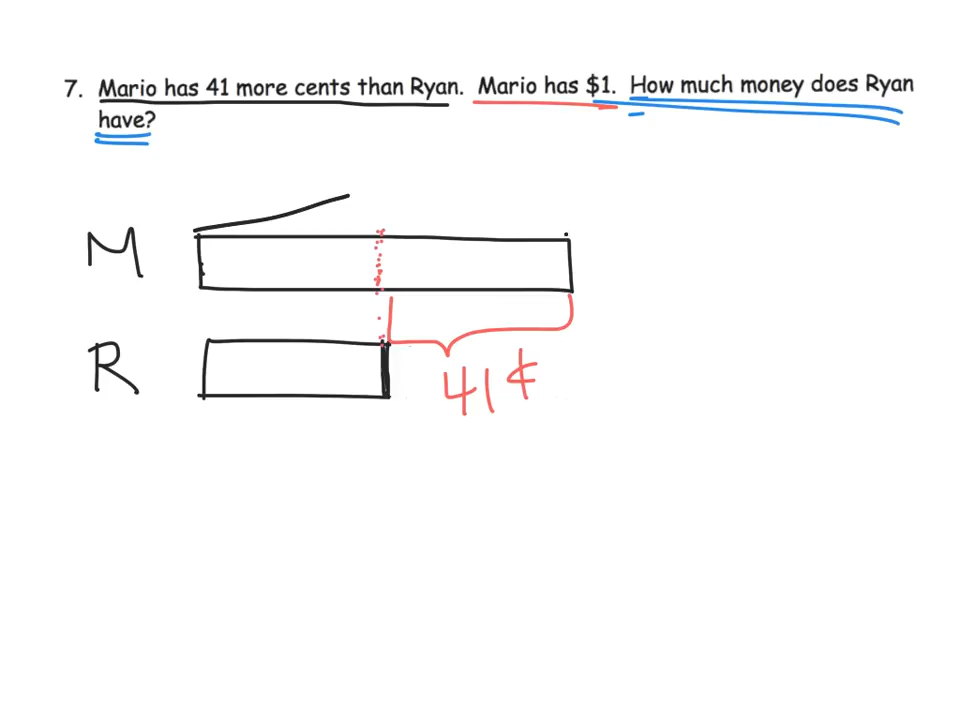 7. Mario has 41 more cents than Ryan. Mario has $1. How much money does Ryan
have?
M
R
41¢